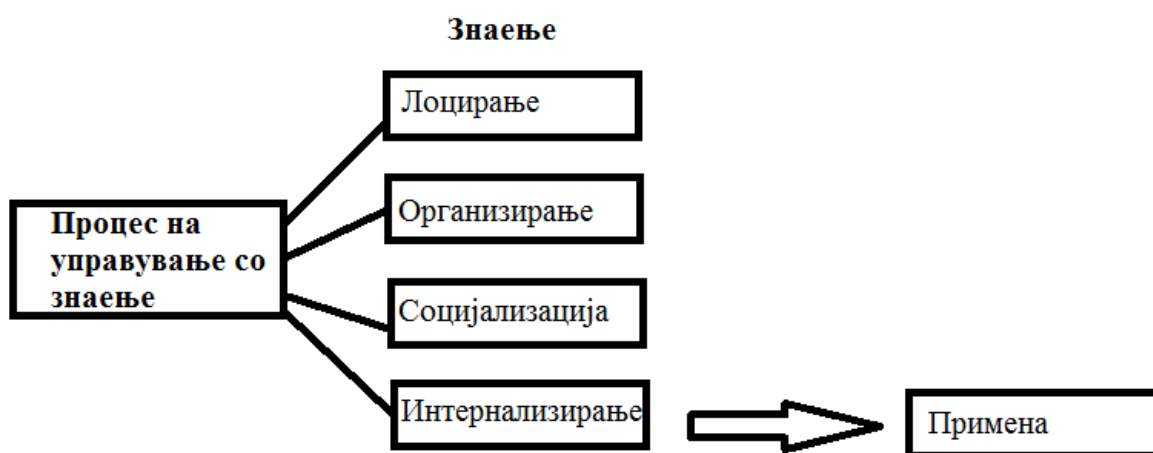 Знаење
Лоцирање
Организирање
Процес на
управување со
знаење
Социјализација
Интернализирање
Примена